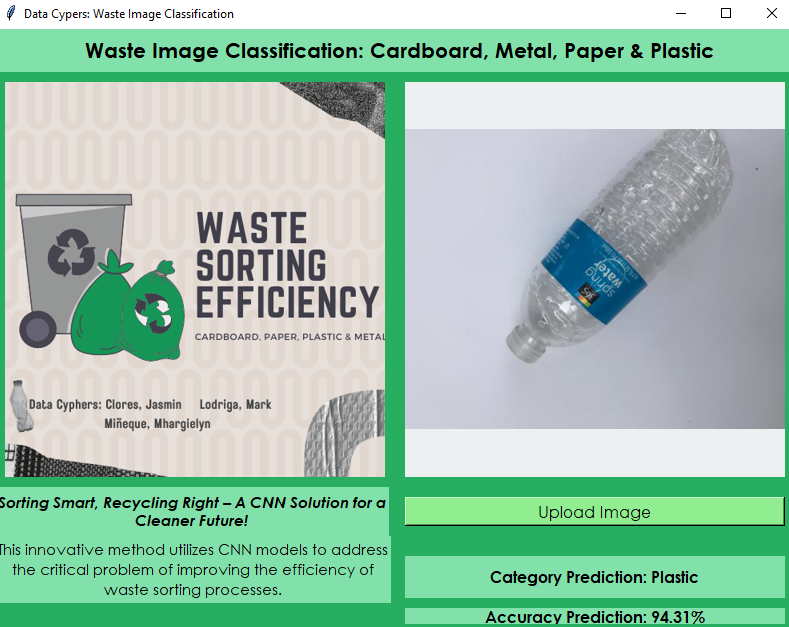 Data Cypers: Waste Image Classification
Waste Image Classification: Cardboard, Metal, Paper & Plastic
WASTE
SORTING
EFFICIENCY
CARDBOARD, PAPER, PLASTIC & METAL
Data Cyphers: Clores, Jasmin Lodriga, Mark
Miñeque, Mhargielyn
Sorting Smart, Recycling Right – A CNN Solution for a
Cleaner Future!
This innovative method utilizes CNN models to address
the critical problem of improving the efficiency of
waste sorting processes.
spring
water
365
Upload Image
Category Prediction: Plastic
Accuracy Prediction: 94.31%